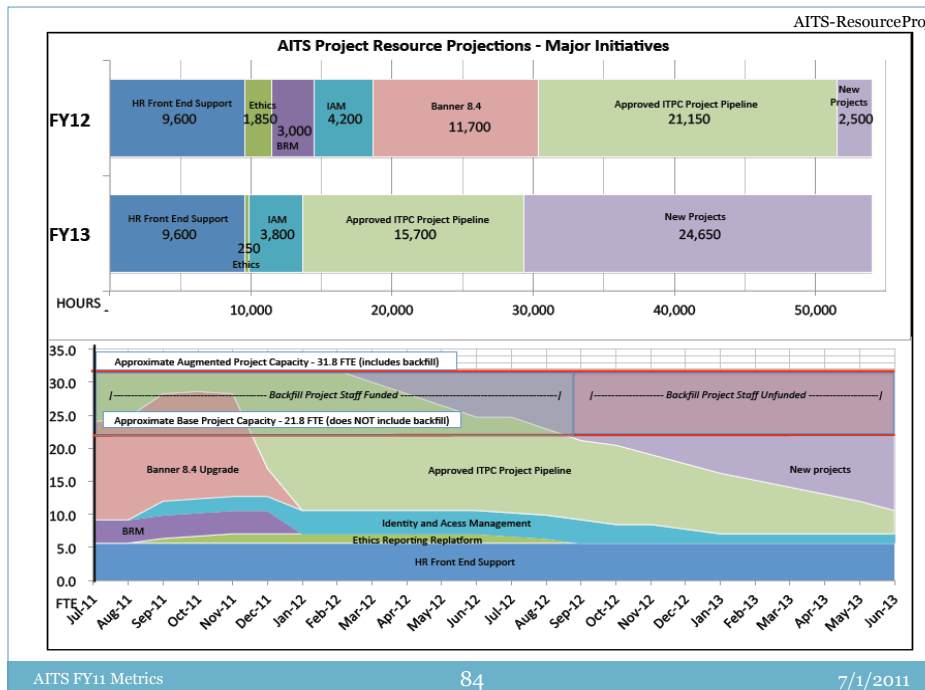 AITS-ResourcePro
AITS Project Resource Projections - Major Initiatives
FY12
HR Front End Support
9,600
Ethics
1,850
3,000
BRM
IAM
4,200
Banner 8.4
11,700
Approved ITPC Project Pipeline
21,150
New
Projects
2,500
FY13
HR Front End Support
9,600
250
Ethics
IAM
3,800
Approved ITPC Project Pipeline
15,700
New Projects
24,650
HOURS
- 10,000 20,000 30,000 40,000 50,000
35.0
Approximate Augmented Project Capacity - 31.8 FTE (includes backfill)
30.0
|---------- Backfill Project Staff Funded ----------|
|---------- Backfill Project Staff Unfunded ----------|
25.0
Approximate Base Project Capacity - 21.8 FTE (does NOT include backfill)
20.0
Banner 8.4 Upgrade
Approved ITPC Project Pipeline
New projects
15.0
10.0
Identity and Acess Management
BRM
Ethics Reporting Replatform
5.0
HR Front End Support
0.0
FTE
Jul-11 Aug-11 Sep-11 Oct-11 Nov-11 Dec-11 Jan-12 Feb-12 Mar-12 Apr-12 May-12 Jun-12 Jul-12 Aug-12 Sep-12 Oct-12 Nov-12 Dec-12 Jan-13 Feb-13 Mar-13 Apr-13 May-13 Jun-13
AITS FY11 Metrics 84 7/1/2011